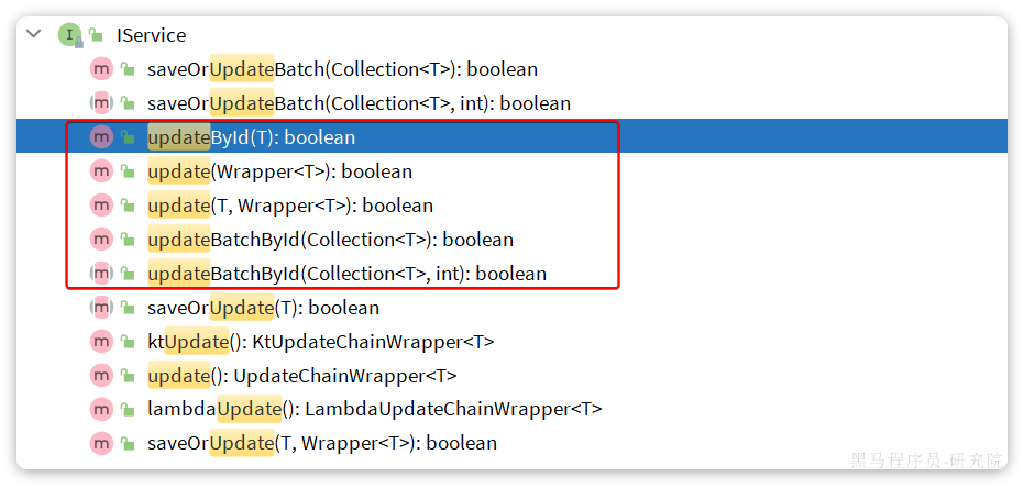 IService
saveOrUpdateBatch(Collection<T>): boolean
saveOrUpdateBatch(Collection<T>, int): boolean
updateById(T): boolean
update(Wrapper<T>): boolean
update(T, Wrapper<T>): boolean
updateBatchById(Collection<T>): boolean
updateBatchById(Collection<T>, int): boolean
saveOrUpdate(T): boolean
ktUpdate(): KtUpdateChainWrapper<T>
update(): UpdateChainWrapper<T>
lambdaUpdate(): LambdaUpdateChainWrapper<T>
saveOrUpdate(T, Wrapper<T>): boolean
黑马程序员-研究院